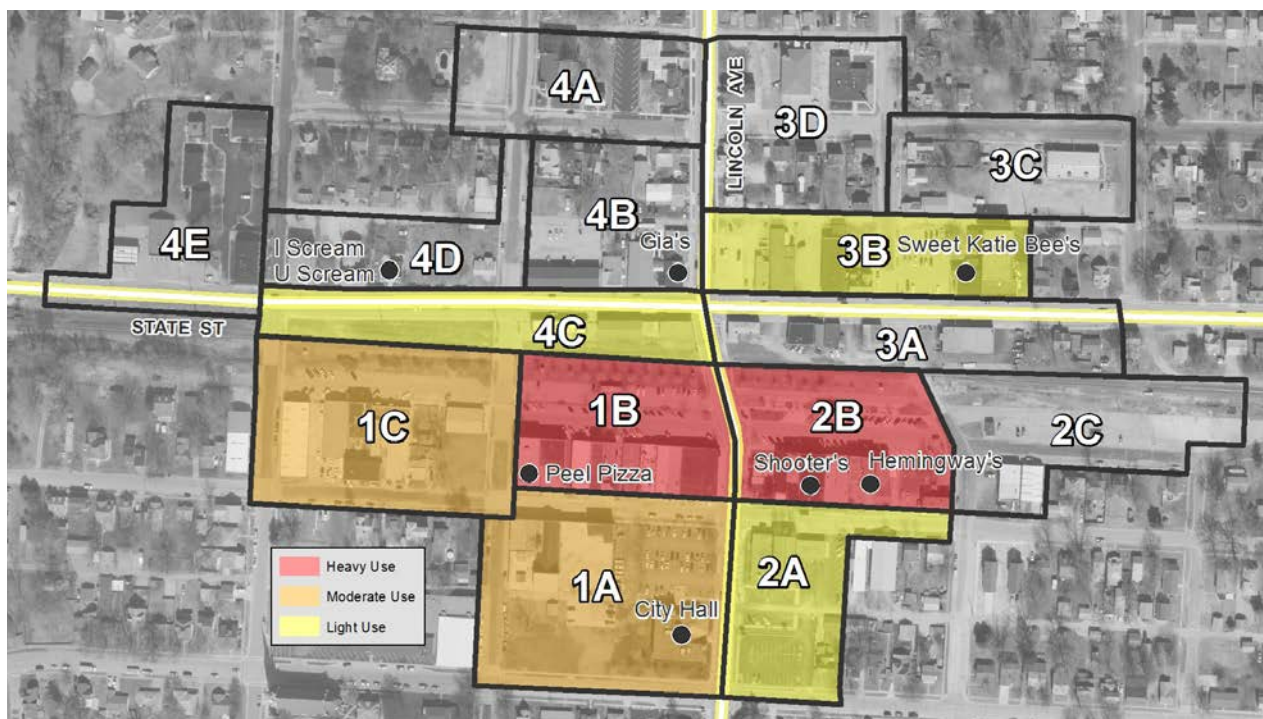 4A
LINCOLN AVE
3D
3C
4B
4E
I Scream
U Scream
4D
Gia's
3B
Sweet Katie Bee's
STATE ST
4C
3A
1C
1B
2B
2C
Peel Pizza
Shooter's
Hemingway's
1A
2A
City Hall
Heavy Use
Moderate Use
Light Use